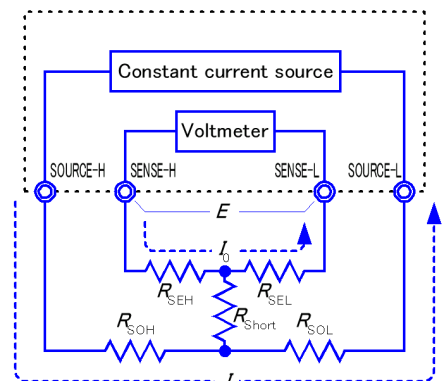 Constant current source
Voltmeter
SOURCE-H SENSE-H SENSE-L SOURCE-L
E
I0
RSEH RSEL
RShort
RSOH RSOL
I